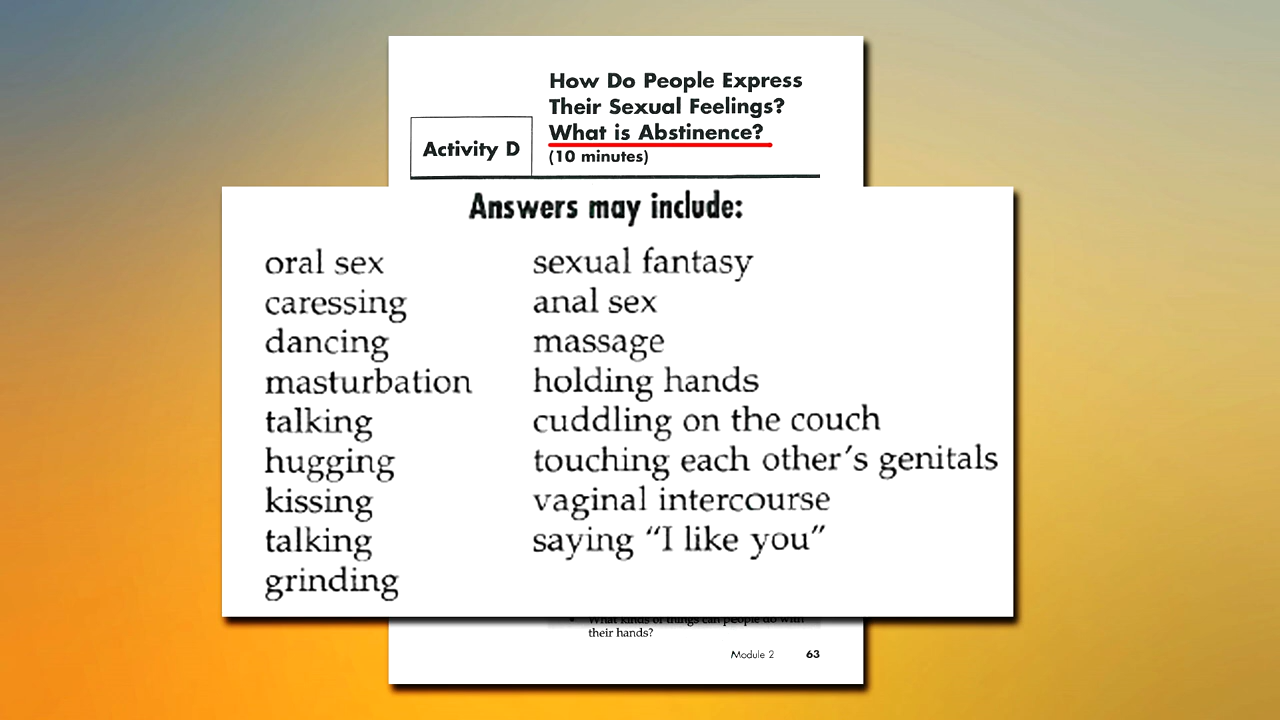 How Do People Express
Their Sexual Feelings?
What is Abstinence?
(10 minutes)
Activity D
Answers may include:
oral sex
caressing
dancing
masturbation
talking
hugging
kissing
talking
grinding
sexual fantasy
anal sex
massage
holding hands
cuddling on the couch
touching each other's genitals
vaginal intercourse
saying "I like you"
• What kinds of things can people do with
their hands?
Module 2 63